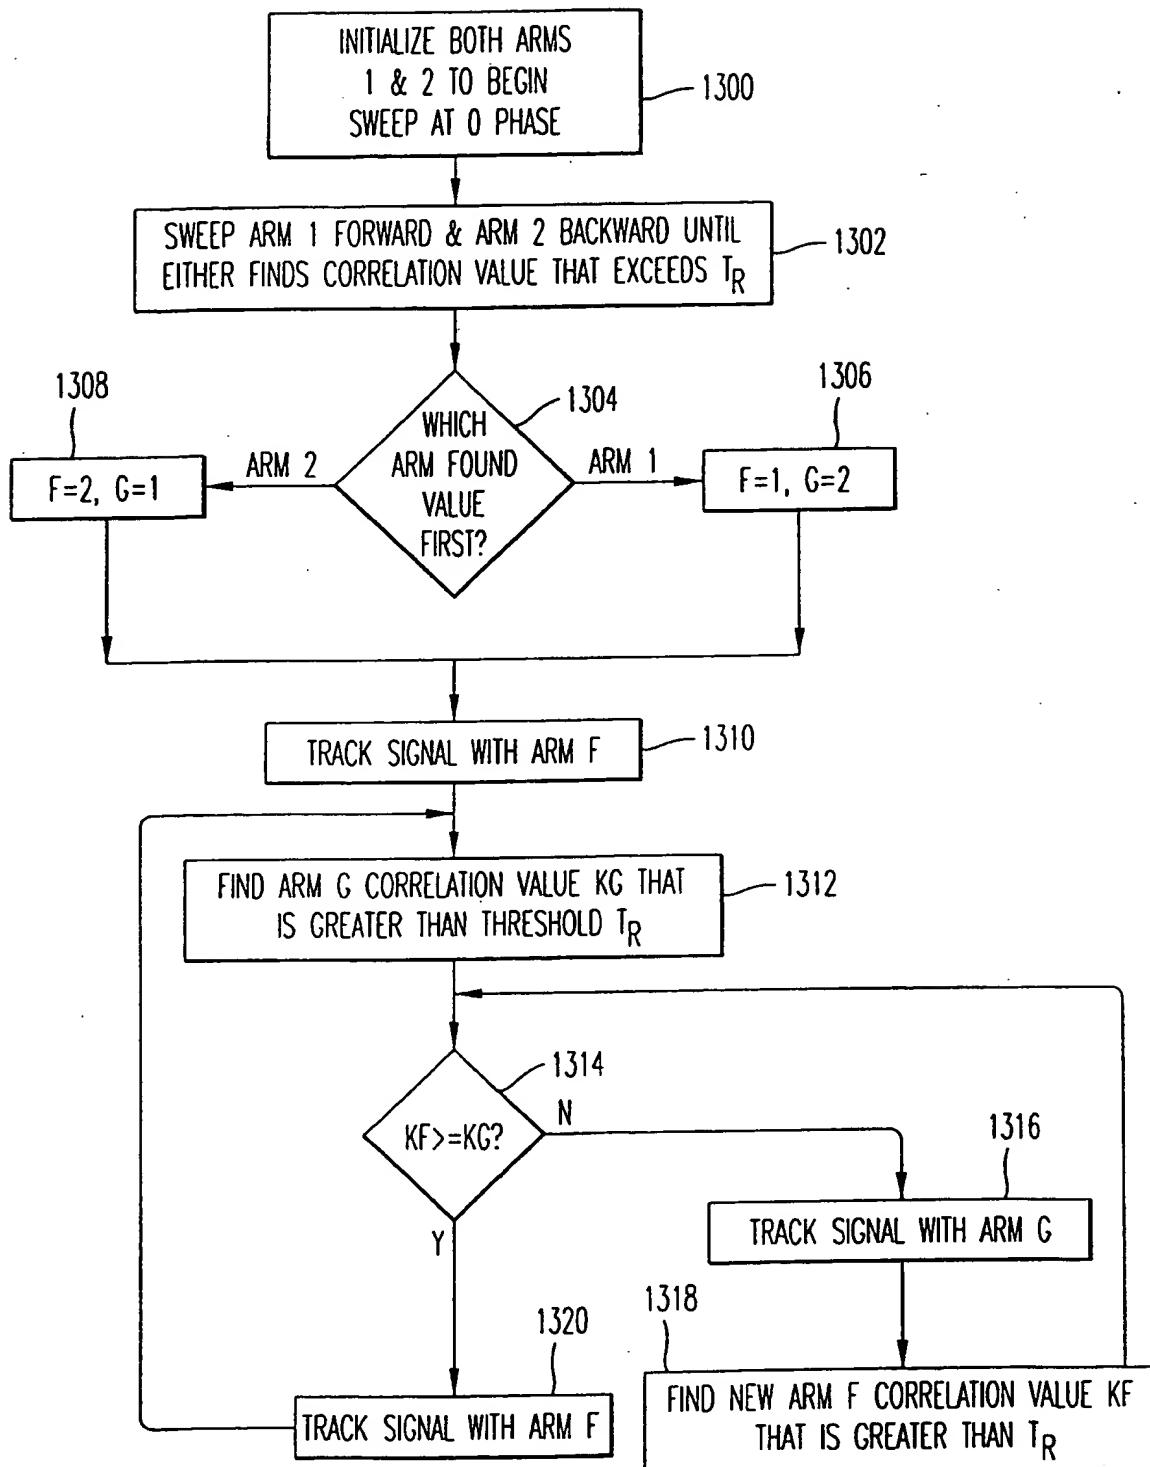 INITIALIZE BOTH ARMS
1 & 2 TO BEGIN
SWEEP AT 0 PHASE
1300
SWEEP ARM 1 FORWARD & ARM 2 BACKWARD UNTIL
EITHER FINDS CORRELATION VALUE THAT EXCEEDS TR
1302
WHICH
ARM FOUND
VALUE
FIRST?
1304
ARM 2
ARM 1
1308
F=2, G=1
1306
F=1, G=2
TRACK SIGNAL WITH ARM F
1310
FIND ARM G CORRELATION VALUE KG THAT
IS GREATER THAN THRESHOLD TR
1312
KF>=KG?
1314
N
Y
1316
TRACK SIGNAL WITH ARM G
1318
FIND NEW ARM F CORRELATION VALUE KF
THAT IS GREATER THAN TR
1320
TRACK SIGNAL WITH ARM F